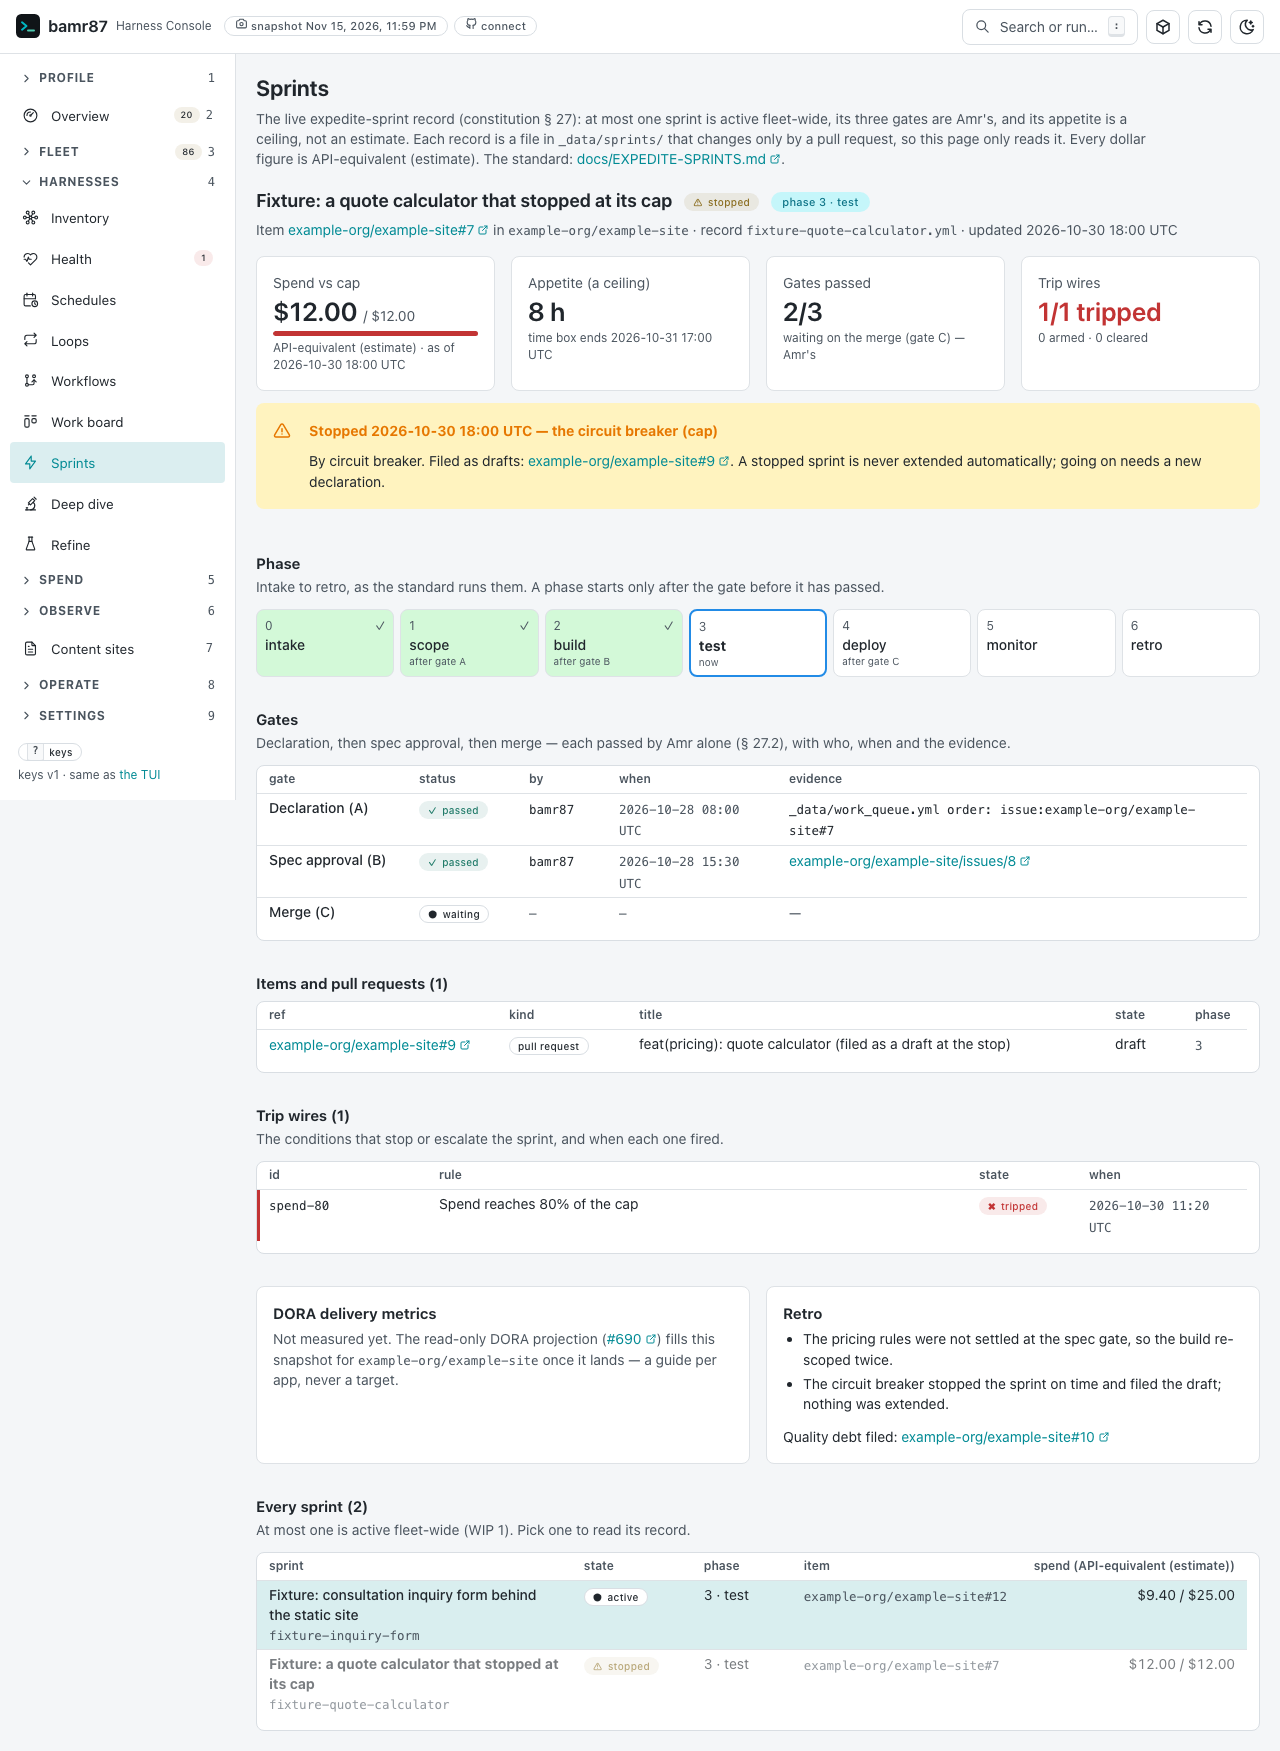 bamr87 Harness Console snapshot Nov 15, 2026, 11:59 PM connect Search or run... :
PROFILE 1
Overview 20 2
FLEET 86 3
HARNESSES 4
Inventory
Health 1
Schedules
Loops
Workflows
Work board
Sprints
Deep dive
Refine
SPEND 5
OBSERVE 6
Content sites 7
OPERATE 8
SETTINGS 9
? keys
keys v1 · same as the TUI
Sprints
The live expedite-sprint record (constitution § 27): at most one sprint is active fleet-wide, its three gates are Amr's, and its appetite is a
ceiling, not an estimate. Each record is a file in _data/sprints/ that changes only by a pull request, so this page only reads it. Every dollar
figure is API-equivalent (estimate). The standard: docs/EXPEDITE-SPRINTS.md .
Fixture: a quote calculator that stopped at its cap stopped phase 3 · test
Item example-org/example-site#7 in example-org/example-site · record fixture-quote-calculator.yml · updated 2026-10-30 18:00 UTC
Spend vs cap
$12.00 / $12.00
API-equivalent (estimate) · as of
2026-10-30 18:00 UTC
Appetite (a ceiling)
8 h
time box ends 2026-10-31 17:00
UTC
Gates passed
2/3
waiting on the merge (gate C) —
Amr's
Trip wires
1/1 tripped
0 armed · 0 cleared
Stopped 2026-10-30 18:00 UTC — the circuit breaker (cap)
By circuit breaker. Filed as drafts: example-org/example-site#9 . A stopped sprint is never extended automatically; going on needs a new
declaration.
Phase
Intake to retro, as the standard runs them. A phase starts only after the gate before it has passed.
0 ✓
intake
1 ✓
scope
after gate A
2 ✓
build
after gate B
3
test
now
4
deploy
after gate C
5
monitor
6
retro
Gates
Declaration, then spec approval, then merge — each passed by Amr alone (§ 27.2), with who, when and the evidence.
gate status by when evidence
Declaration (A) ✓ passed bamr87 2026-10-28 08:00 _data/work_queue.yml order: issue:example-org/example-
UTC site#7
Spec approval (B) ✓ passed bamr87 2026-10-28 15:30 example-org/example-site/issues/8
UTC
Merge (C) waiting — — —
Items and pull requests (1)
ref kind title state phase
example-org/example-site#9 pull request feat(pricing): quote calculator (filed as a draft at the stop) draft 3
Trip wires (1)
The conditions that stop or escalate the sprint, and when each one fired.
id rule state when
spend-80 Spend reaches 80% of the cap ✖ tripped 2026-10-30 11:20
UTC
DORA delivery metrics
Not measured yet. The read-only DORA projection (#690 ) fills this
snapshot for example-org/example-site once it lands — a guide per
app, never a target.
Retro
• The pricing rules were not settled at the spec gate, so the build re-
scoped twice.
• The circuit breaker stopped the sprint on time and filed the draft;
nothing was extended.
Quality debt filed: example-org/example-site#10
Every sprint (2)
At most one is active fleet-wide (WIP 1). Pick one to read its record.
sprint state phase item spend (API-equivalent (estimate))
Fixture: consultation inquiry form behind active 3 · test example-org/example-site#12 $9.40 / $25.00
the static site
fixture-inquiry-form
Fixture: a quote calculator that stopped at stopped 3 · test example-org/example-site#7 $12.00 / $12.00
its cap
fixture-quote-calculator